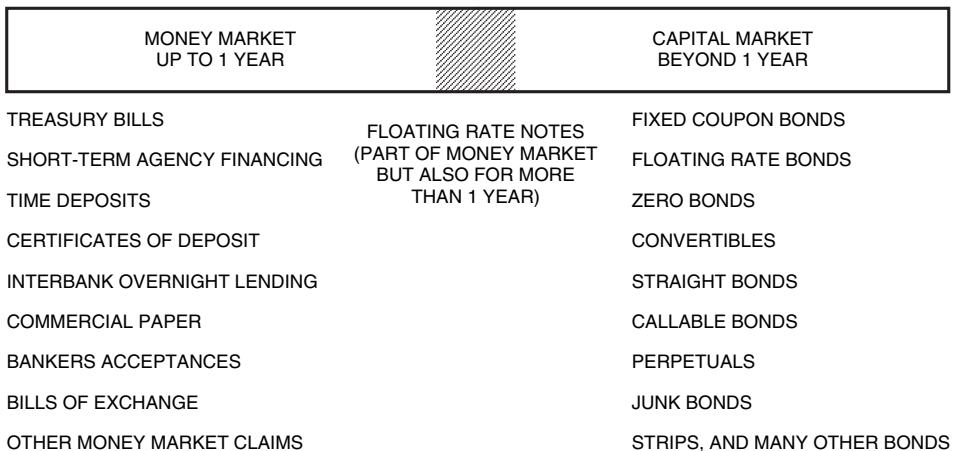 MONEY MARKET
UP TO 1 YEAR
CAPITAL MARKET
BEYOND 1 YEAR
TREASURY BILLS
SHORT-TERM AGENCY FINANCING
TIME DEPOSITS
CERTIFICATES OF DEPOSIT
INTERBANK OVERNIGHT LENDING
COMMERCIAL PAPER
BANKERS ACCEPTANCES
BILLS OF EXCHANGE
OTHER MONEY MARKET CLAIMS
FLOATING RATE NOTES
(PART OF MONEY MARKET
BUT ALSO FOR MORE
THAN 1 YEAR)
FIXED COUPON BONDS
FLOATING RATE BONDS
ZERO BONDS
CONVERTIBLES
STRAIGHT BONDS
CALLABLE BONDS
PERPETUALS
JUNK BONDS
STRIPS, AND MANY OTHER BONDS